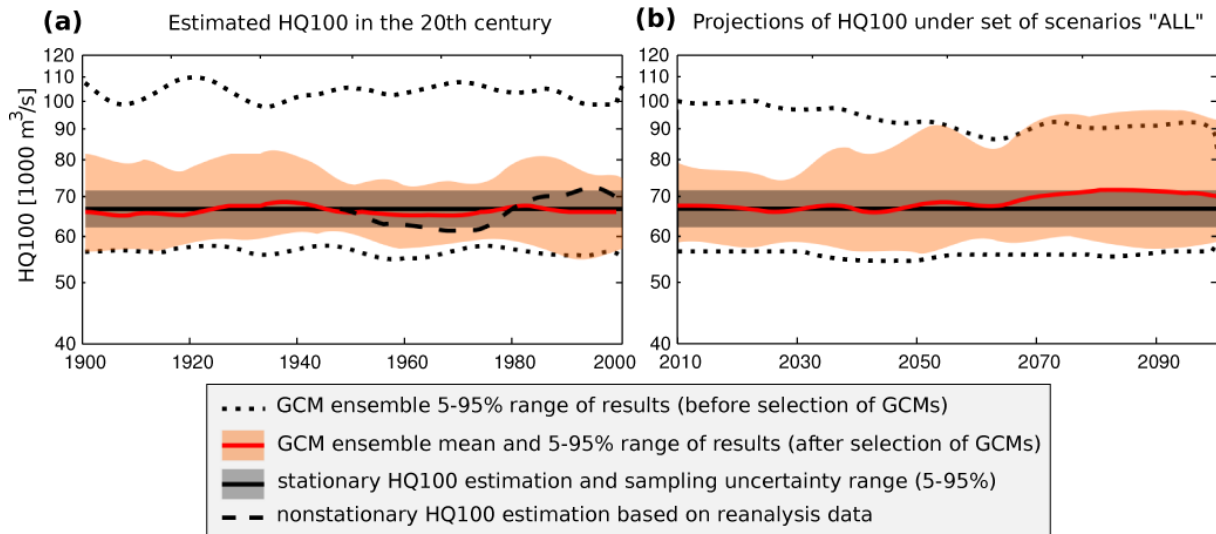 (a) Estimated HQ100 in the 20th century
(b) Projections of HQ100 under set of scenarios "ALL"
HQ100 [1000 m³/s]
120
110
100
90
80
70
60
50
40
1900 1920 1940 1960 1980 2000
120
110
100
90
80
70
60
50
40
2010 2030 2050 2070 2090
GCM ensemble 5-95% range of results (before selection of GCMs)
GCM ensemble mean and 5-95% range of results (after selection of GCMs)
stationary HQ100 estimation and sampling uncertainty range (5-95%)
nonstationary HQ100 estimation based on reanalysis data